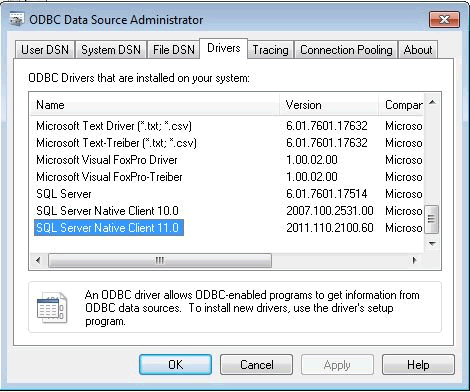 ODBC Data Source Administrator
User DSN System DSN File DSN Drivers Tracing Connection Pooling About
ODBC Drivers that are installed on your system:
Name Version Compar
Microsoft Text Driver (*.txt; *.csv) 6.01.7601.17632 Microso
Microsoft Text-Treiber (*.txt; *.csv) 6.01.7601.17632 Microso
Microsoft Visual FoxPro Driver 1.00.02.00 Microso
Microsoft Visual FoxPro-Treiber 1.00.02.00 Microso
SQL Server 6.01.7601.17514 Microso
SQL Server Native Client 10.0 2007.100.2531.00 Microso
SQL Server Native Client 11.0 2011.110.2100.60 Microso
An ODBC driver allows ODBC-enabled programs to get information from
ODBC data sources. To install new drivers, use the driver's setup
program.
OK Cancel Apply Help